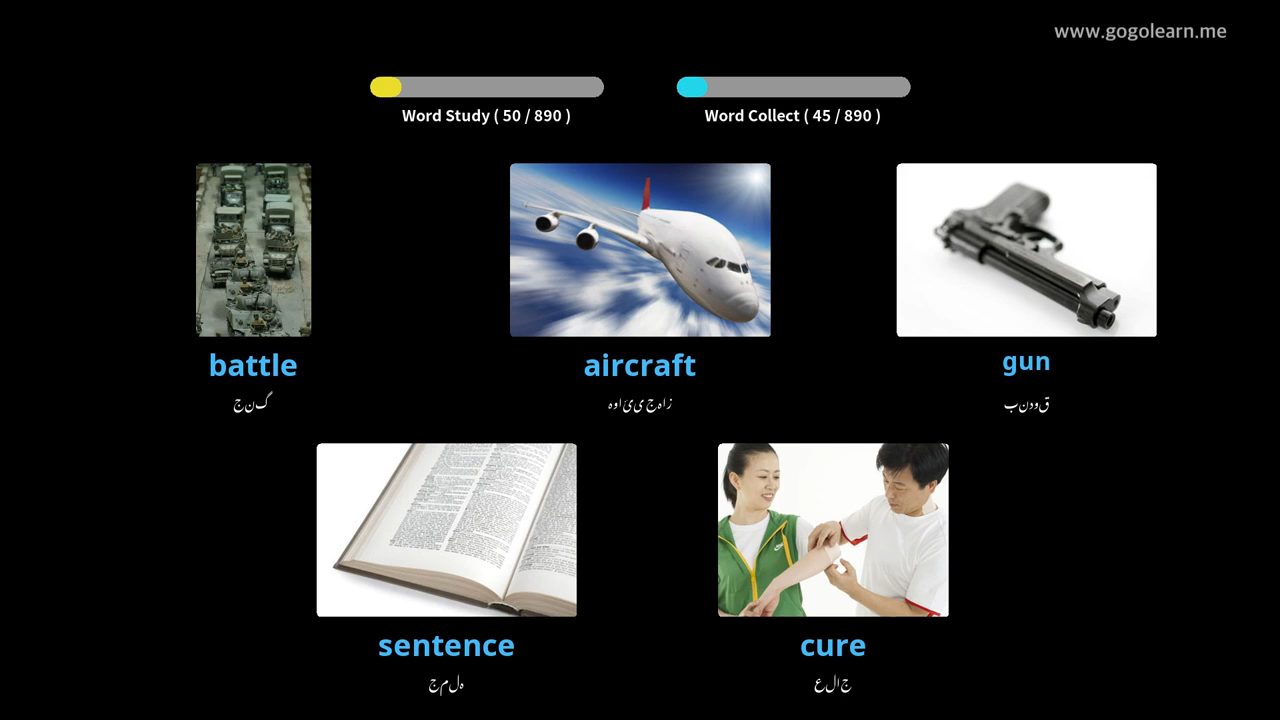 www.gogolearn.me
Word Study ( 50 / 890 )
Word Collect ( 45 / 890 )
battle
aircraft
gun
جنگ
ہوائی جہاز
بندوق
sentence
cure
جملہ
علاج